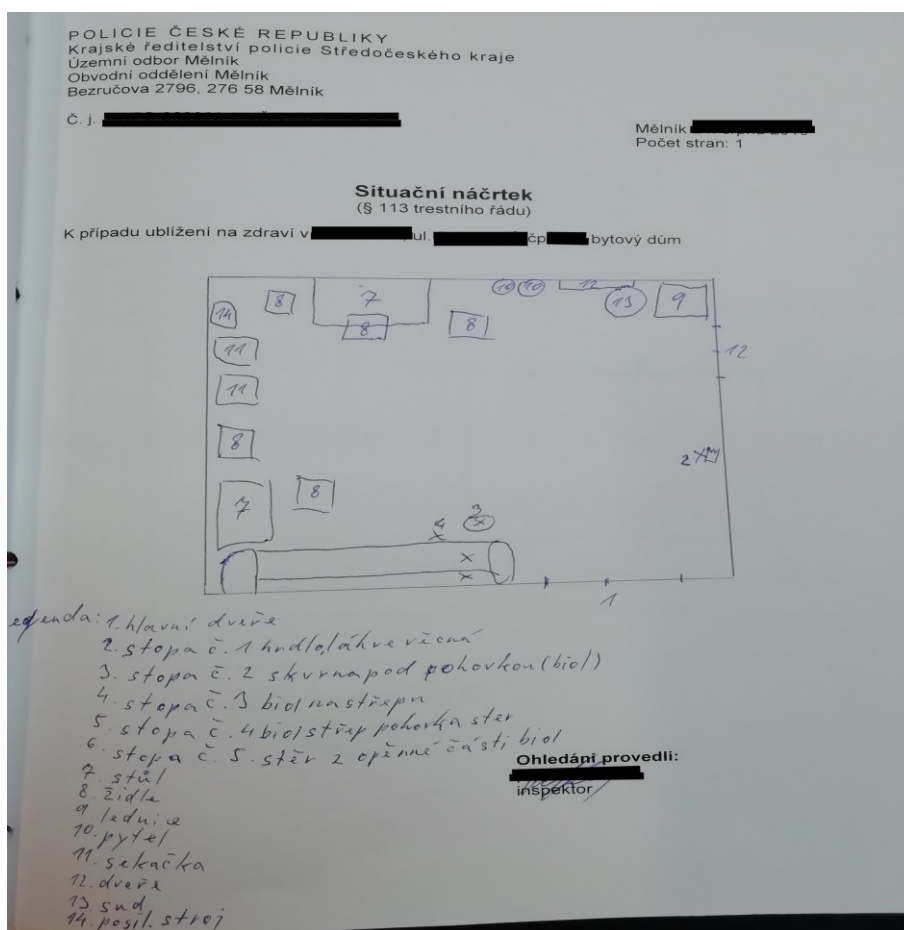 POLICIE ČESKÉ REPUBLIKY
Krajské ředitelství policie Středočeského kraje
Územní odbor Mělník
Obvodní oddělení Mělník
Bezručova 2796, 276 58 Mělník
Č. j.
Mělník
Počet stran: 1
Situační náčrtek
(§ 113 trestního řádu)
K případu ublížení na zdraví v ul. čp bytový dům
14 8 7 8 8 10 10 12 13 9
11 12
11
8 2
7 8
4 3
1
egenda: 1. hlavní dveře
2. stopa č. 1 hrdlo láhve věcná
3. stopa č. 2 skvrna pod pohovkou (biol)
4. stopa č. 3 biol na střepu
5. stopa č. 4 biol střep pohovka stěr
6. stopa č. 5. stěr z opěrné části biol
7. stůl
8. židle
9. lednice
10. pytel
11. sekačka
12. dveře
13. sud
14. posil. stroj
Ohledání provedli:
inspektor